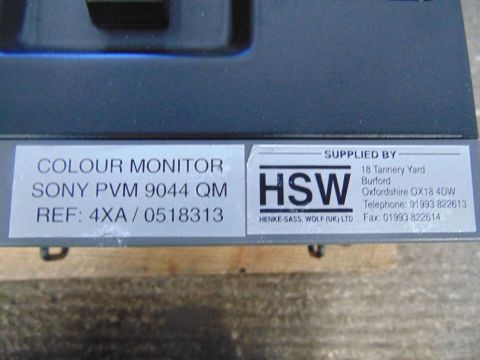 COLOUR MONITOR
SONY PVM 9044 QM
REF: 4XA / 0518313
SUPPLIED BY
HSW
HENKE-SASS, WOLF (UK) LTD
18 Tannery Yard
Burford
Oxfordshire OX18 4DW
Telephone: 01993 822613
Fax: 01993 822614